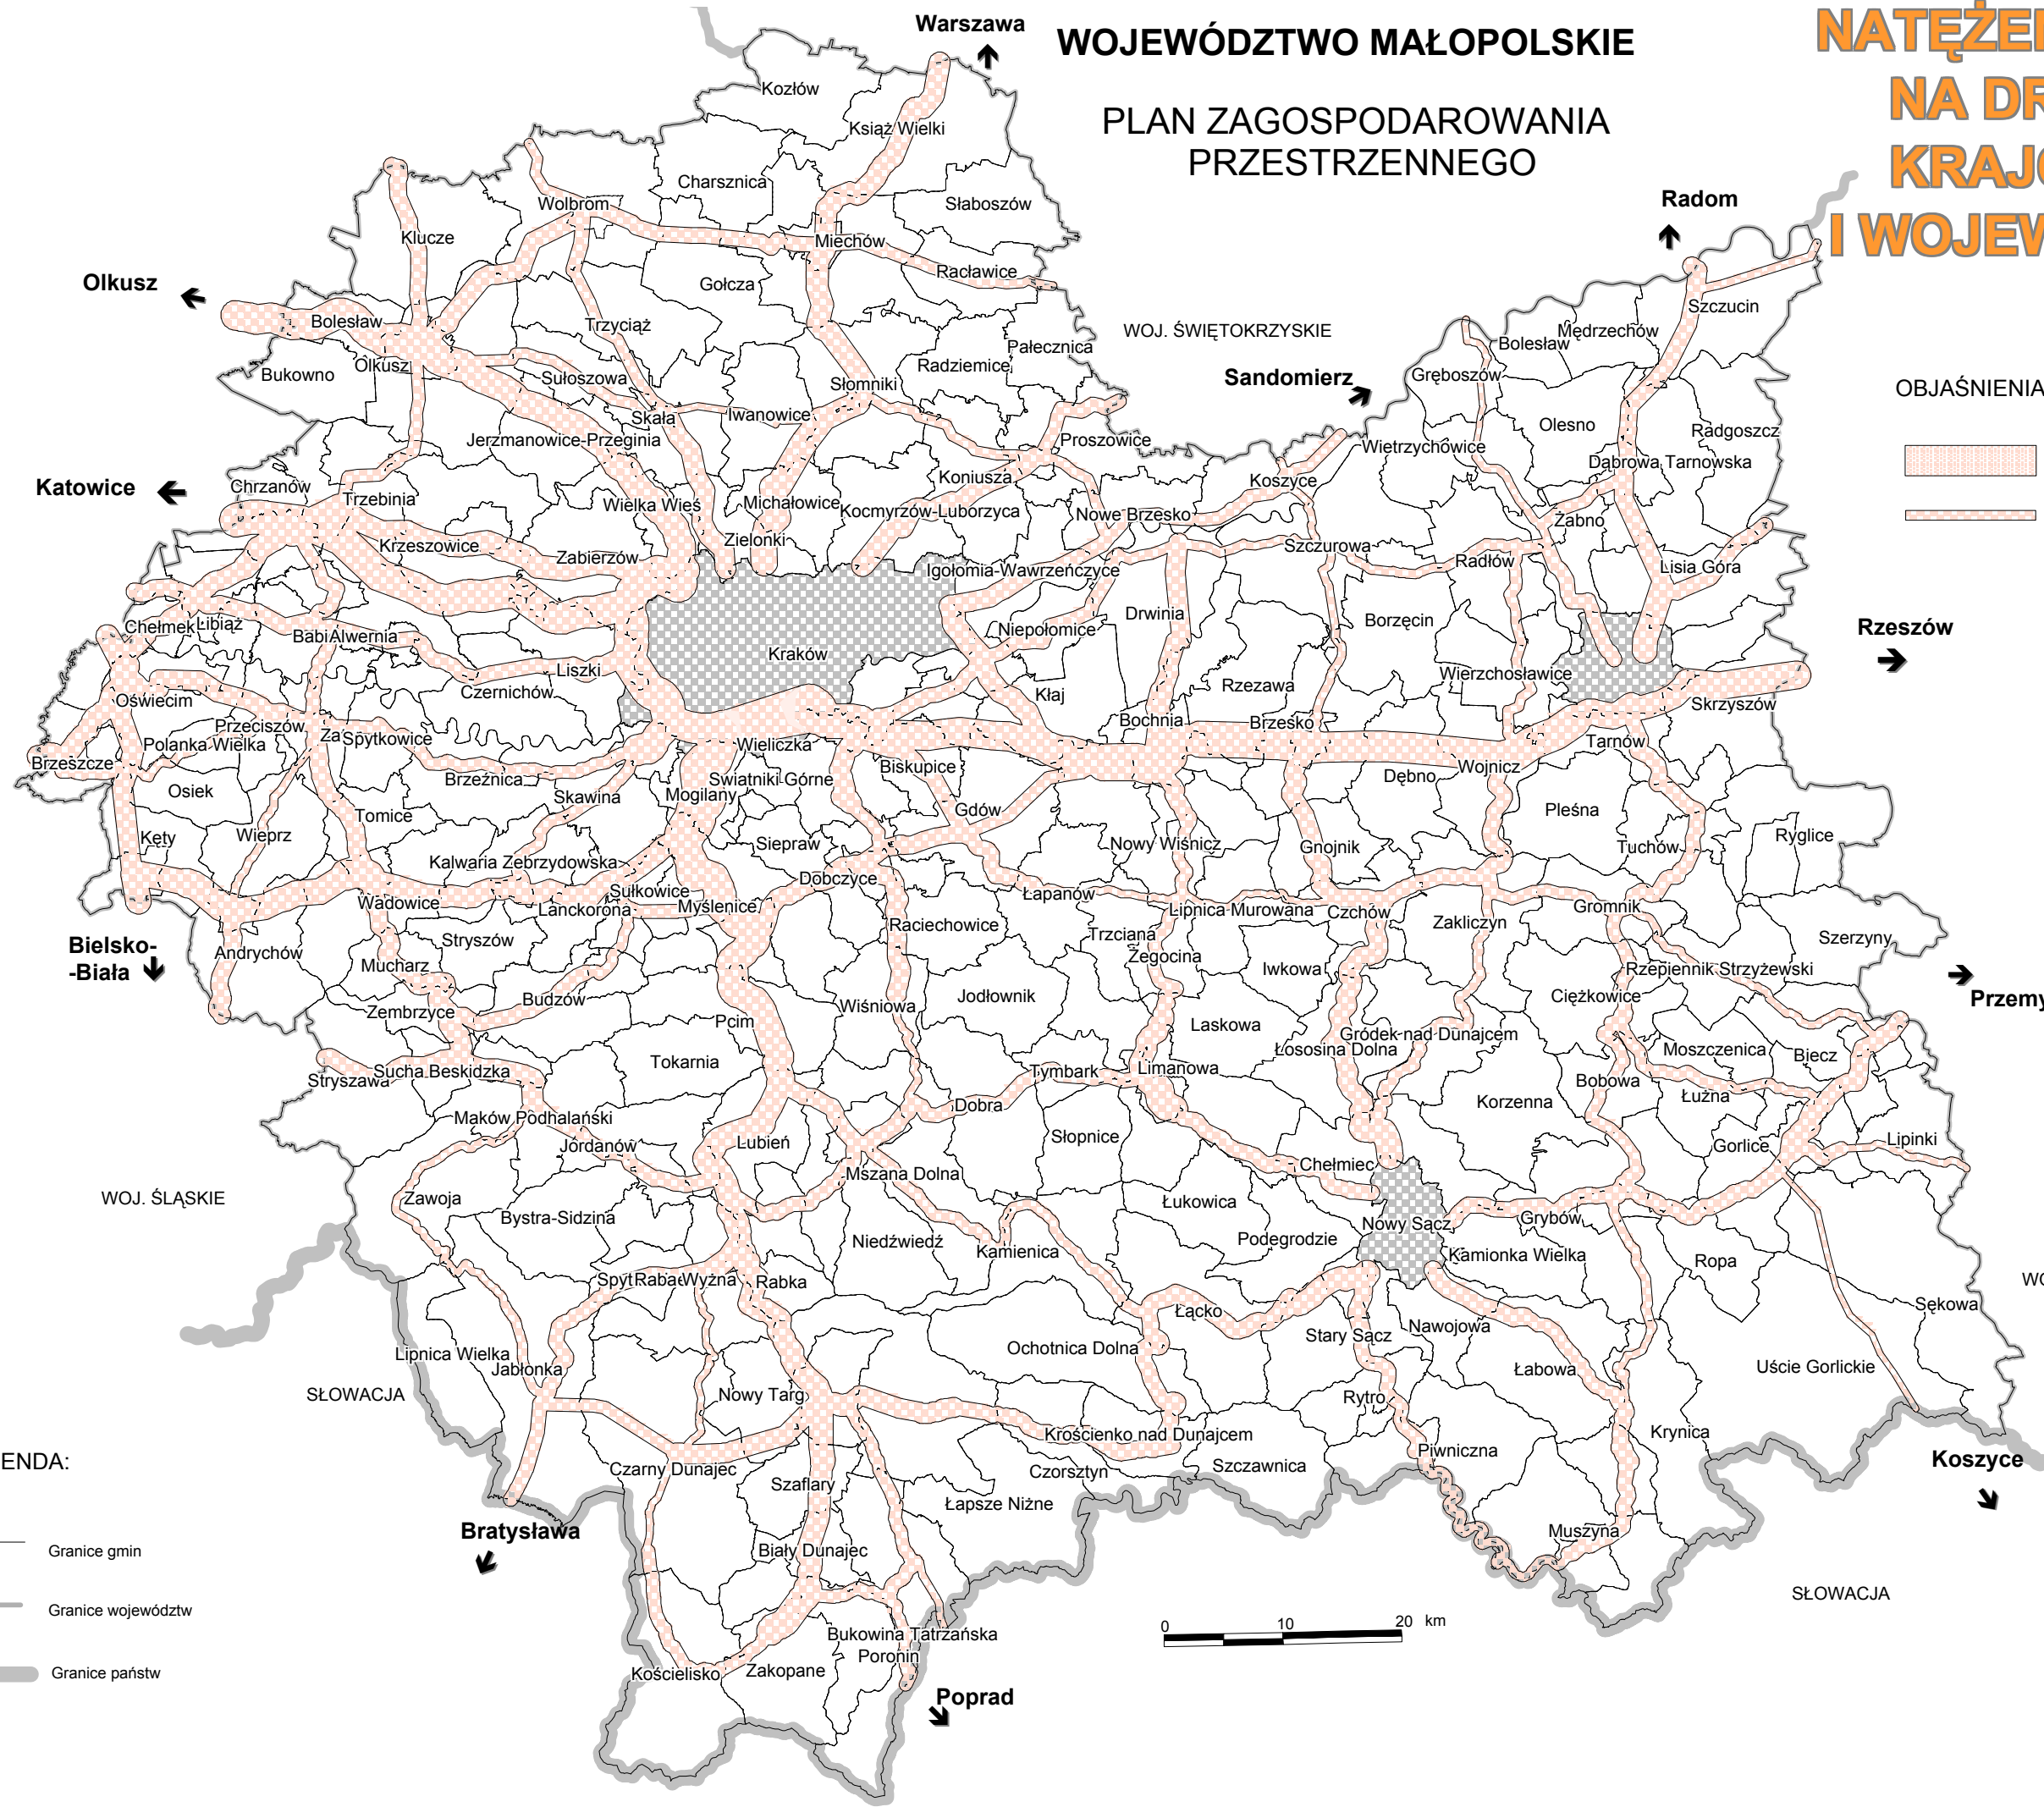 Warszawa
WOJEWÓDZTWO MAŁOPOLSKIE
PLAN ZAGOSPODAROWANIA
PRZESTRZENNEGO
NA
I
OBJAŚNIENIA
Radom
Olkusz
Katowice
Sandomierz
Rzeszów
Bielsko-
-Biała
WOJ. ŚWIĘTOKRZYSKIE
WOJ. ŚLĄSKIE
SŁOWACJA
Bratysława
Poprad
Koszyce
SŁOWACJA
Granice gmin
Granice województw
Granice państw
0 10 20 km
Kozłów
Książ Wielki
Charsznica
Słaboszów
Wolbrom
Klucze
Miechów
Racławice
Gołcza
Bolesław
Trzyciąż
Olkusz
Bukowno
Sułoszowa
Słomniki
Radziemice
Pałecznica
Skała
Iwanowice
Jerzmanowice-Przeginia
Proszowice
Koniusza
Chrzanów
Trzebinia
Wielka Wieś
Michałowice
Kocmyrzów-Luborzyca
Nowe Brzesko
Koszyce
Zielonki
Krzeszowice
Zabierzów
Igołomia-Wawrzeńczyce
Szczurowa
Radłów
Szczucin
Mędrzechów
Bolesław
Gręboszów
Olesno
Radgoszcz
Wietrzychowice
Dąbrowa Tarnowska
Żabno
Lisia Góra
Chełmek
Libiąż
Babi
Alwernia
Kraków
Niepołomice
Drwinia
Borzęcin
Liszki
Czernichów
Oświęcim
Kłaj
Rzezawa
Wierzchosławice
Skrzyszów
Przeciszów
Za
Spytkowice
Polanka Wielka
Bochnia
Brzesko
Tarnów
Wieliczka
Brzeszcze
Biskupice
Osiek
Brzeźnica
Skawina
Mogilany
Świątniki Górne
Gdów
Dębno
Wojnicz
Pleśna
Tomice
Kęty
Wieprz
Siepraw
Nowy Wiśnicz
Gnojnik
Tuchów
Ryglice
Kalwaria Zebrzydowska
Dobczyce
Sułkowice
Łapanów
Wadowice
Lanckorona
Myślenice
Lipnica Murowana
Czchów
Gromnik
Raciechowice
Zakliczyn
Trzciana
Szerzyny
Stryszów
Andrychów
Żegocina
Mucharz
Iwkowa
Rzepiennik Strzyżewski
Budzów
Jodłownik
Ciężkowice
Zembrzyce
Wiśniowa
Pcim
Laskowa
Gródek nad Dunajcem
Łososina Dolna
Moszczenica
Biecz
Tokarnia
Stryszawa
Sucha Beskidzka
Tymbark
Limanowa
Bobowa
Łużna
Korzenna
Dobra
Maków Podhalański
Słopnice
Jordanów
Lubień
Gorlice
Lipinki
Mszana Dolna
Chełmiec
Zawoja
Łukowica
Bystra-Sidzina
Nowy Sącz
Grybów
Niedźwiedź
Kamienica
Podegrodzie
Kamionka Wielka
Ropa
Rabka
Łącko
Sękowa
Stary Sącz
Nawojowa
Ochotnica Dolna
Lipnica Wielka
Jabłonka
Łabowa
Uście Gorlickie
Nowy Targ
Rytro
Krościenko nad Dunajcem
Krynica
Piwniczna
Czarny Dunajec
Szaflary
Czorsztyn
Szczawnica
Łapsze Niżne
Muszyna
Biały Dunajec
Bukowina Tatrzańska
Poronin
Zakopane
Kościelisko